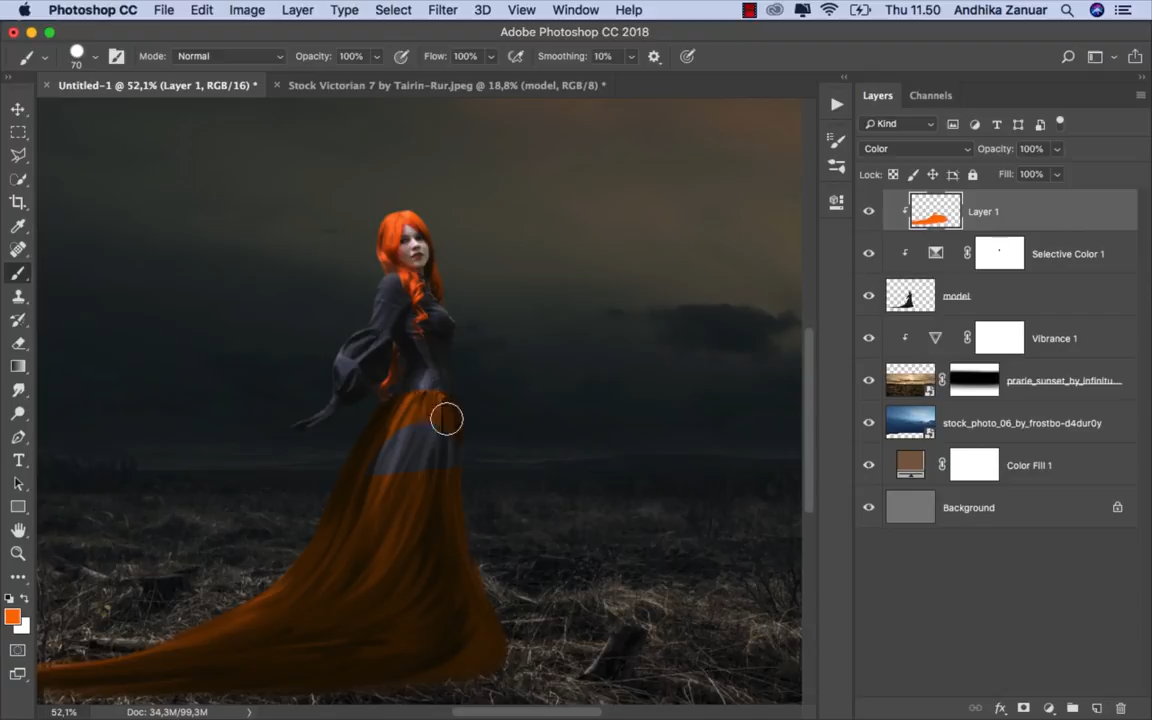 Photoshop CC File Edit Image Layer Type Select Filter 3D View Window Help Thu 11.50 Andhika Zanuar
Adobe Photoshop CC 2018
70 Mode: Normal Opacity: 100% Flow: 100% Smoothing: 10%
Untitled-1 @ 52,1% (Layer 1, RGB/16) * Stock Victorian 7 by Tairin-Rur.jpeg @ 18,8% (model, RGB/8) *
Layers Channels
Kind
Color Opacity: 100%
Lock: Fill: 100%
Layer 1
Selective Color 1
model
Vibrance 1
prarie_sunset_by_infinitu...
stock_photo_06_by_frostbo-d4dur0y
Color Fill 1
Background
52,1% Doc: 34,3M/99,3M